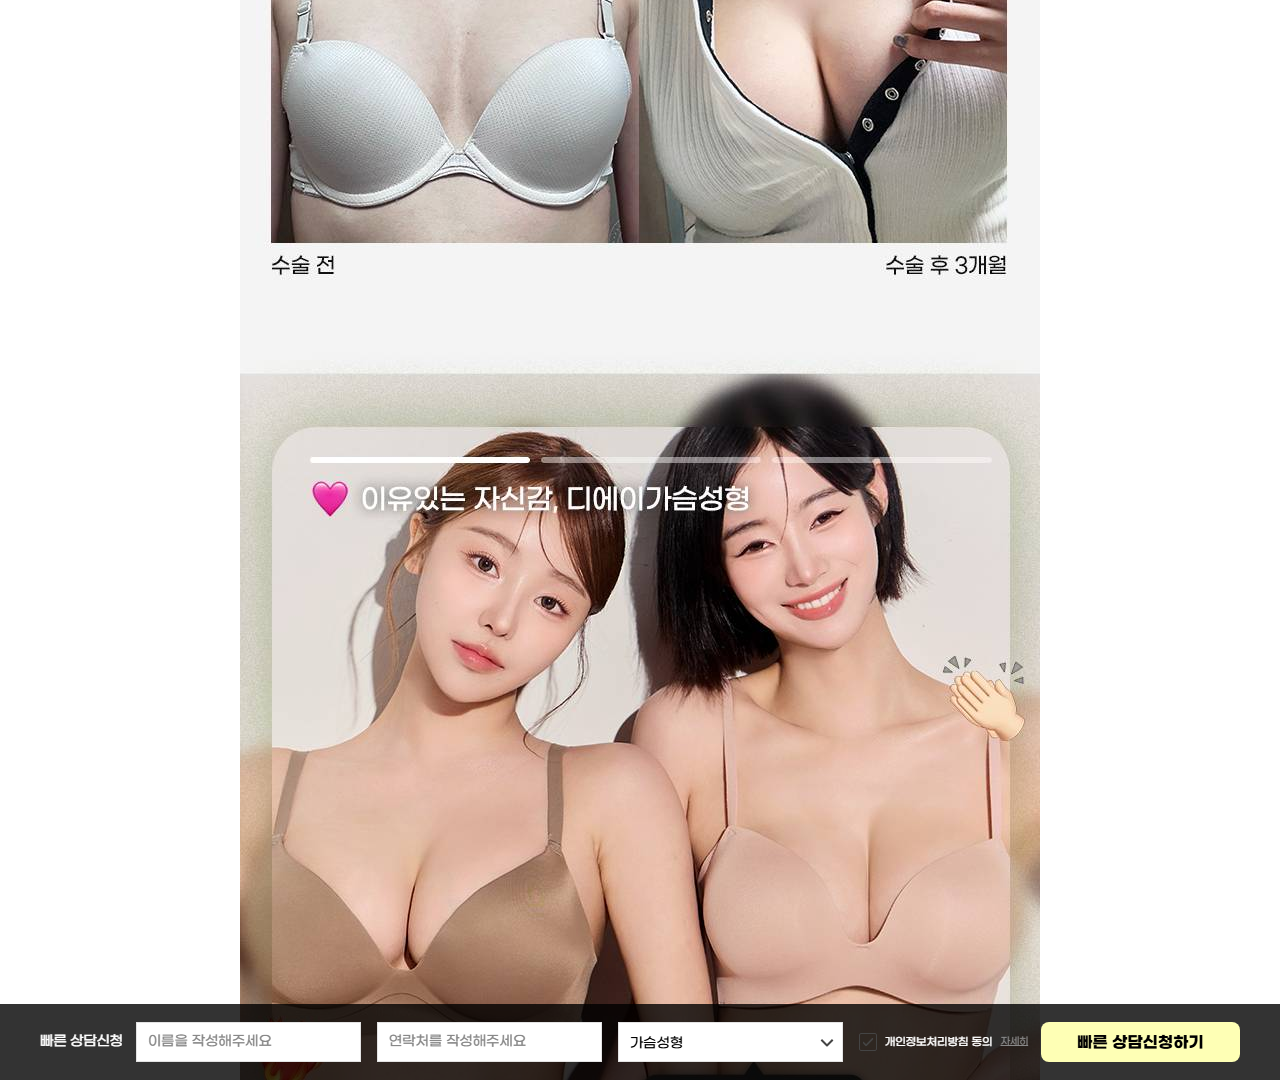 수술 전
수술 후 3개월
이유있는 자신감, 디에이가슴성형
빠른 상담신청
이름을 작성해주세요
연락처를 작성해주세요
가슴성형
개인정보처리방침 동의
자세히
빠른 상담신청하기